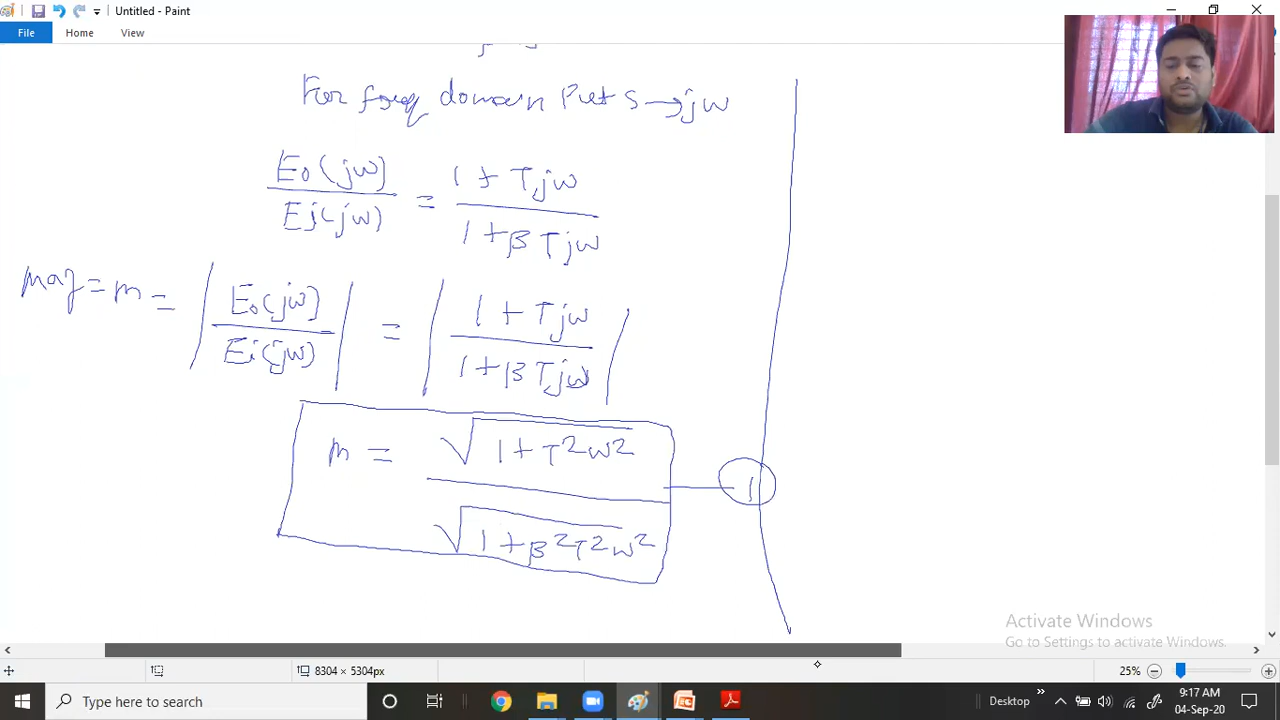 Untitled - Paint
File Home View
For freq domain Put s→jw
E0(jw) / Ei(jw) = 1 + Tjw / 1 + βTjw
Mag = m = | E0(jw) / Ei(jw) | = | 1 + Tjw / 1 + βTjw |
m = √1 + T²w² / √1 + β²T²w² — 1
Activate Windows
Go to Settings to activate Windows.
8304 × 5304px
25%
Type here to search
Desktop
9:17 AM
04-Sep-20